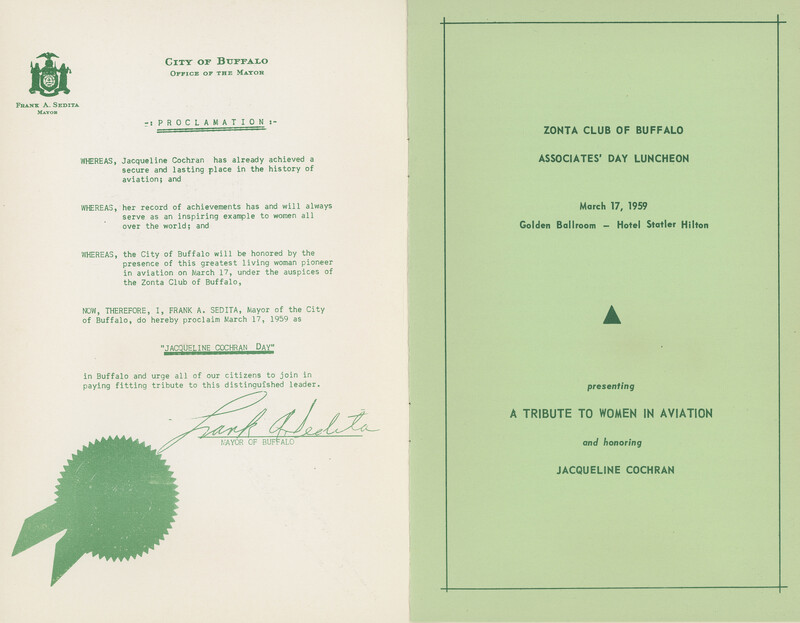 CITY OF BUFFALO
OFFICE OF THE MAYOR
FRANK A. SEDITA
MAYOR
-: PROCLAMATION :-
WHEREAS, Jacqueline Cochran has already achieved a
secure and lasting place in the history of
aviation; and
WHEREAS, her record of achievements has and will always
serve as an inspiring example to women all
over the world; and
WHEREAS, the City of Buffalo will be honored by the
presence of this greatest living woman pioneer
in aviation on March 17, under the auspices of
the Zonta Club of Buffalo,
NOW, THEREFORE, I, FRANK A. SEDITA, Mayor of the City
of Buffalo, do hereby proclaim March 17, 1959 as
"JACQUELINE COCHRAN DAY"
in Buffalo and urge all of our citizens to join in
paying fitting tribute to this distinguished leader.
Frank A. Sedita
MAYOR OF BUFFALO
ZONTA CLUB OF BUFFALO
ASSOCIATES' DAY LUNCHEON
March 17, 1959
Golden Ballroom — Hotel Statler Hilton
presenting
A TRIBUTE TO WOMEN IN AVIATION
and honoring
JACQUELINE COCHRAN